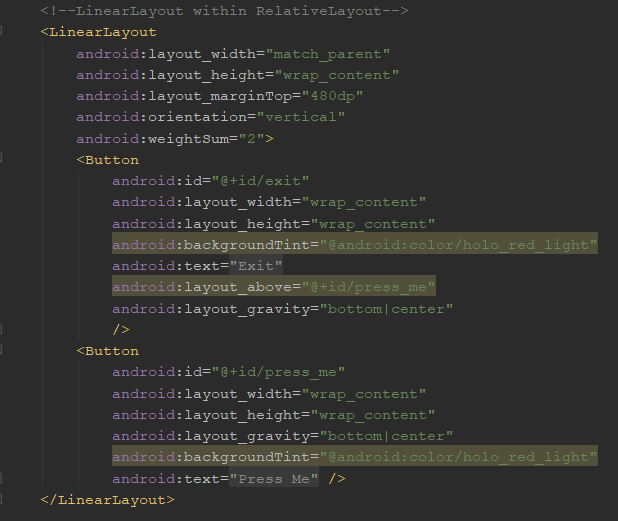 <!--LinearLayout within RelativeLayout-->
<LinearLayout
android:layout_width="match_parent"
android:layout_height="wrap_content"
android:layout_marginTop="480dp"
android:orientation="vertical"
android:weightSum="2">
<Button
android:id="@+id/exit"
android:layout_width="wrap_content"
android:layout_height="wrap_content"
android:backgroundTint="@android:color/holo_red_light"
android:text="Exit"
android:layout_above="@+id/press_me"
android:layout_gravity="bottom|center"
/>
<Button
android:id="@+id/press_me"
android:layout_width="wrap_content"
android:layout_height="wrap_content"
android:layout_gravity="bottom|center"
android:backgroundTint="@android:color/holo_red_light"
android:text="Press Me" />
</LinearLayout>